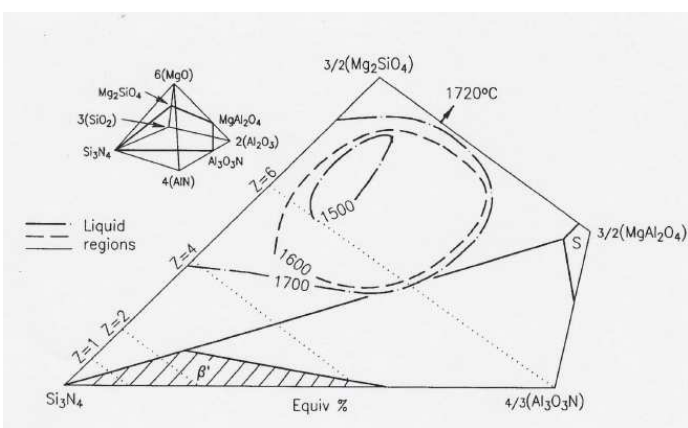 3/2(Mg₂SiO₄)
6(MgO)
1720ºC
Mg₂SiO₄
MgAl₂O₄
3(SiO₂)
2(Al₂O₃)
Si₃N₄
Al₃O₃N
4(AlN)
Z=6
1500
Liquid
regions
S
3/2(MgAl₂O₄)
Z=4
1600
1700
Z=2
Z=1
β'
Si₃N₄
Equiv %
4/3(Al₃O₃N)